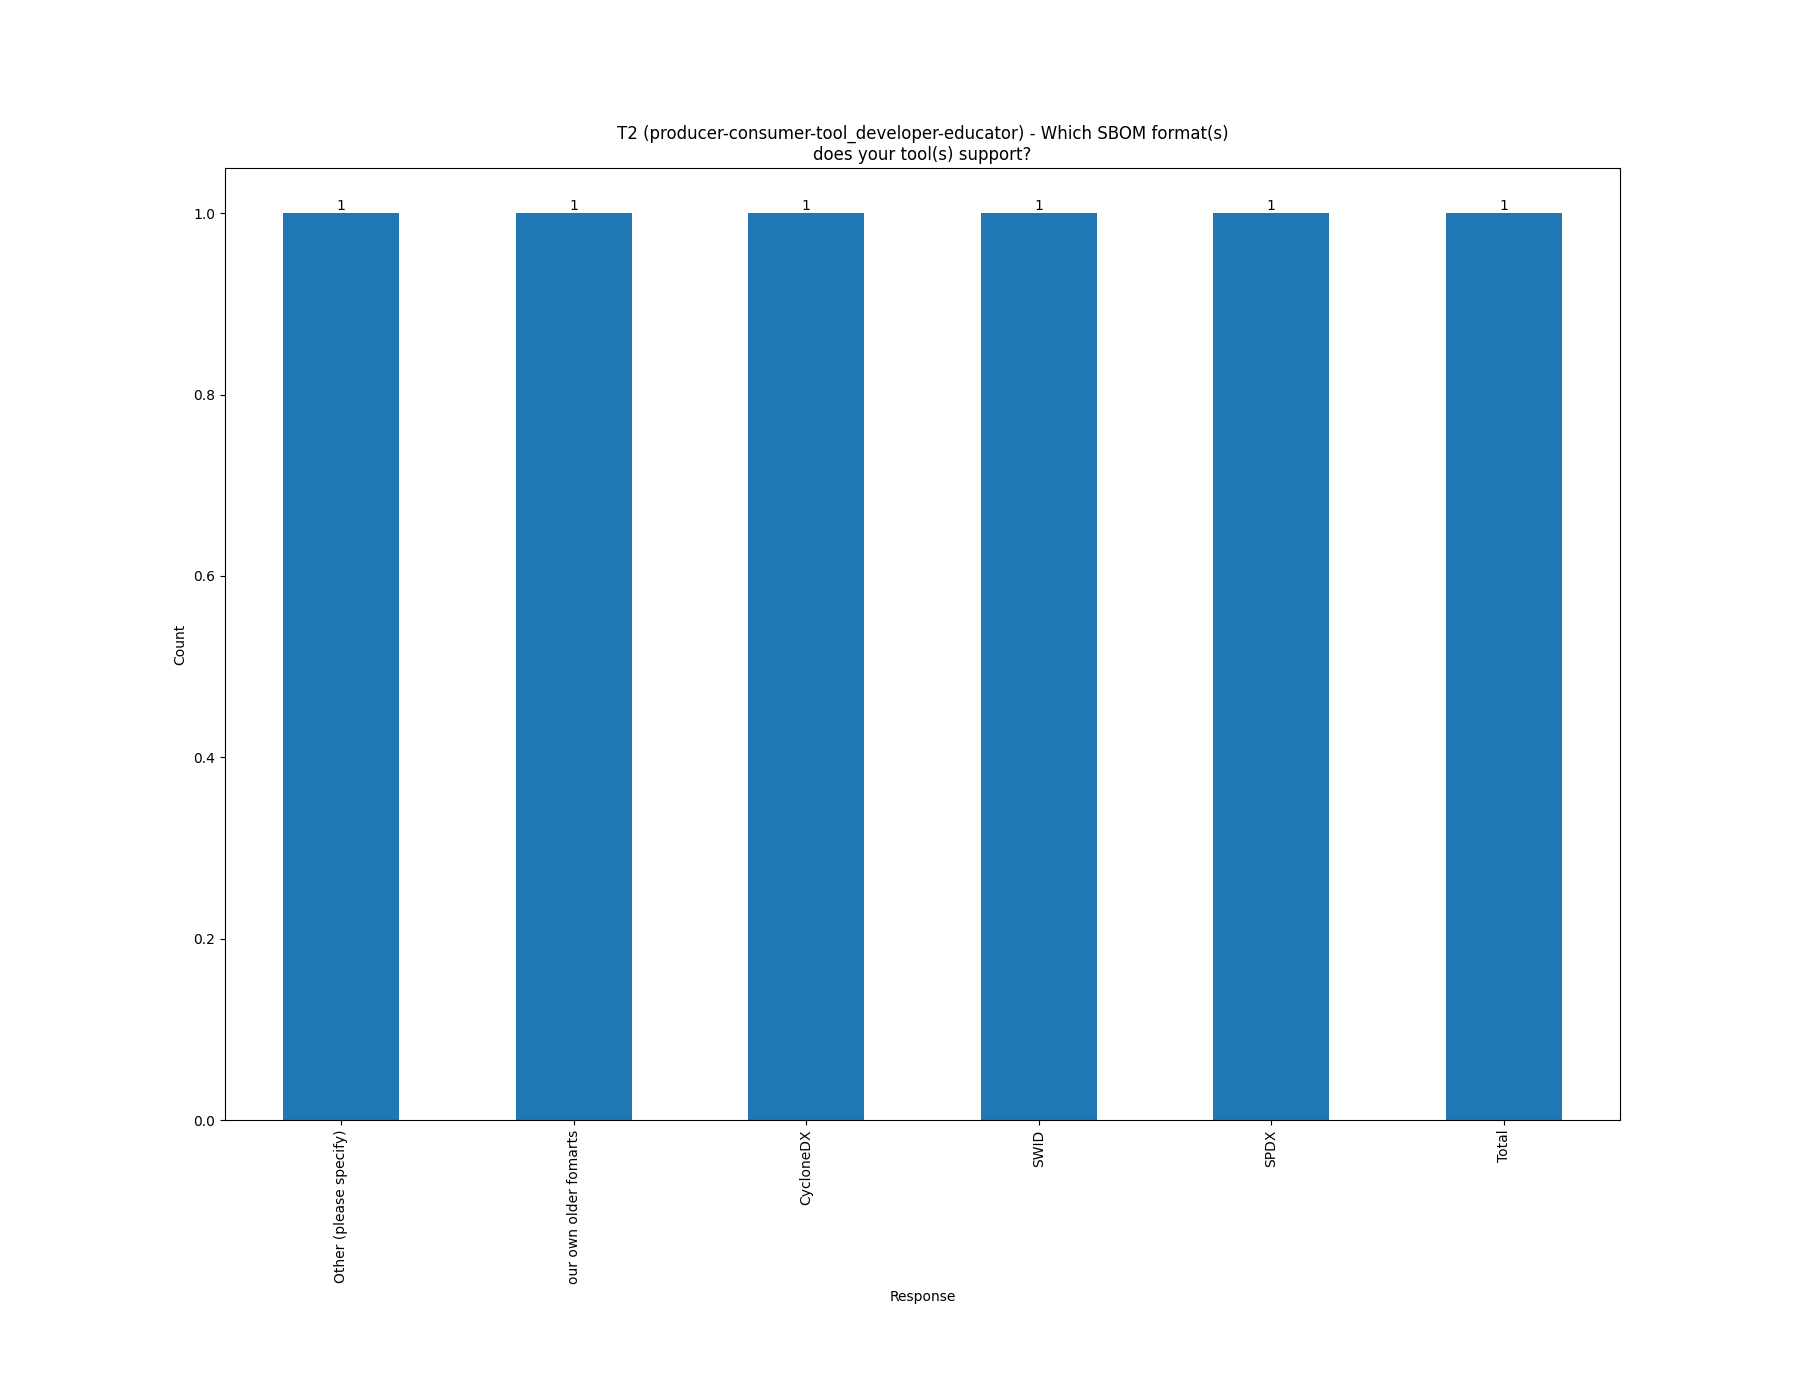 T2 (producer-consumer-tool_developer-educator) - Which SBOM format(s)
does your tool(s) support?
1 1 1 1 1 1
1.0
0.8
0.6
0.4
0.2
0.0
Count
Other (please specify)
our own older fomarts
CycloneDX
SWID
SPDX
Total
Response